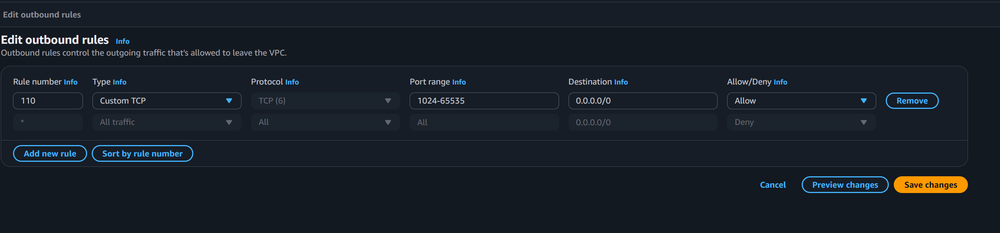 Edit outbound rules
Edit outbound rules Info
Outbound rules control the outgoing traffic that's allowed to leave the VPC.
Rule number Info Type Info Protocol Info Port range Info Destination Info Allow/Deny Info
110 Custom TCP TCP (6) 1024-65535 0.0.0.0/0 Allow Remove
* All traffic All All 0.0.0.0/0 Deny
Add new rule Sort by rule number
Cancel Preview changes Save changes